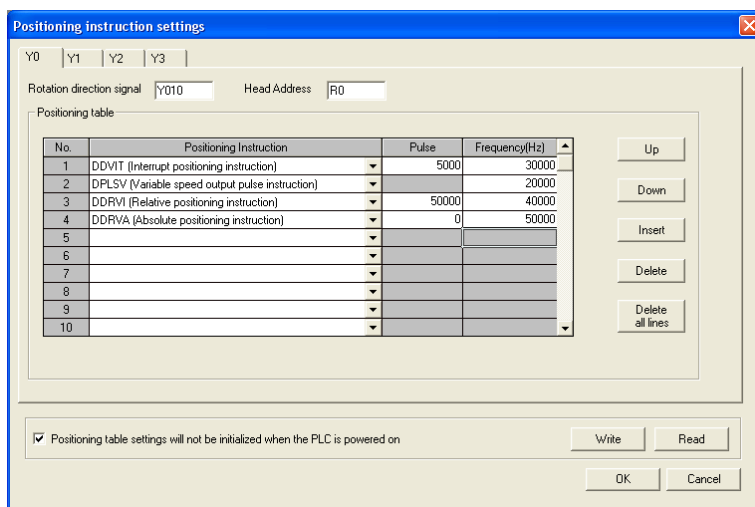 Positioning instruction settings
Y0 Y1 Y2 Y3
Rotation direction signal Y010 Head Address R0
Positioning table
No. Positioning Instruction Pulse Frequency(Hz)
1 DDVIT (Interrupt positioning instruction) 5000 30000
2 DPLSV (Variable speed output pulse instruction) 20000
3 DDRVI (Relative positioning instruction) 50000 40000
4 DDRVA (Absolute positioning instruction) 0 50000
5
6
7
8
9
10
Up
Down
Insert
Delete
Delete
all lines
Positioning table settings will not be initialized when the PLC is powered on Write Read
OK Cancel